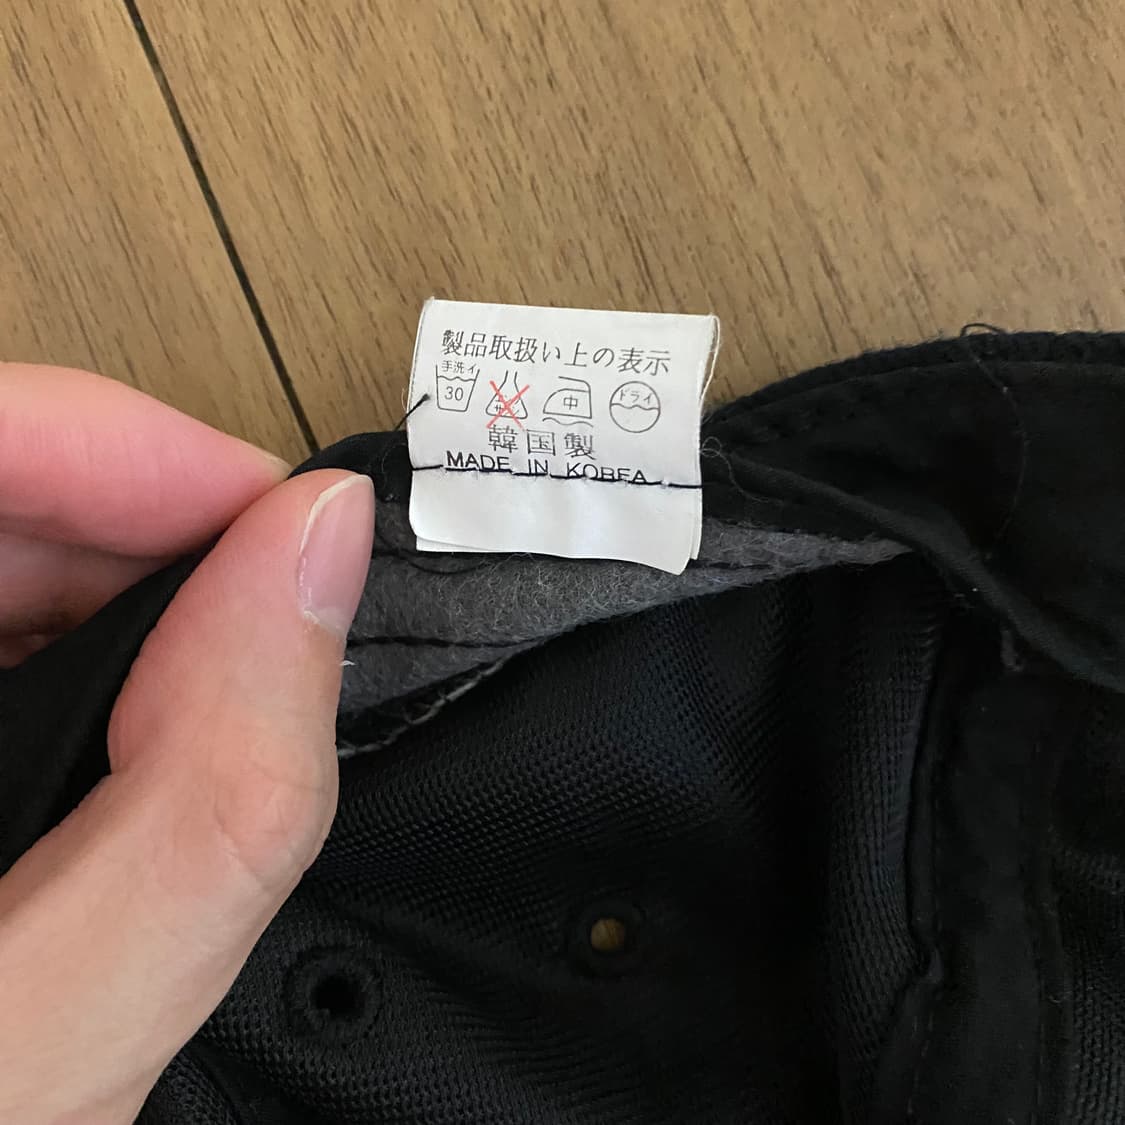 製品取扱い上の表示
手洗イ
30
中
ドライ
韓国製
MADE IN KOREA